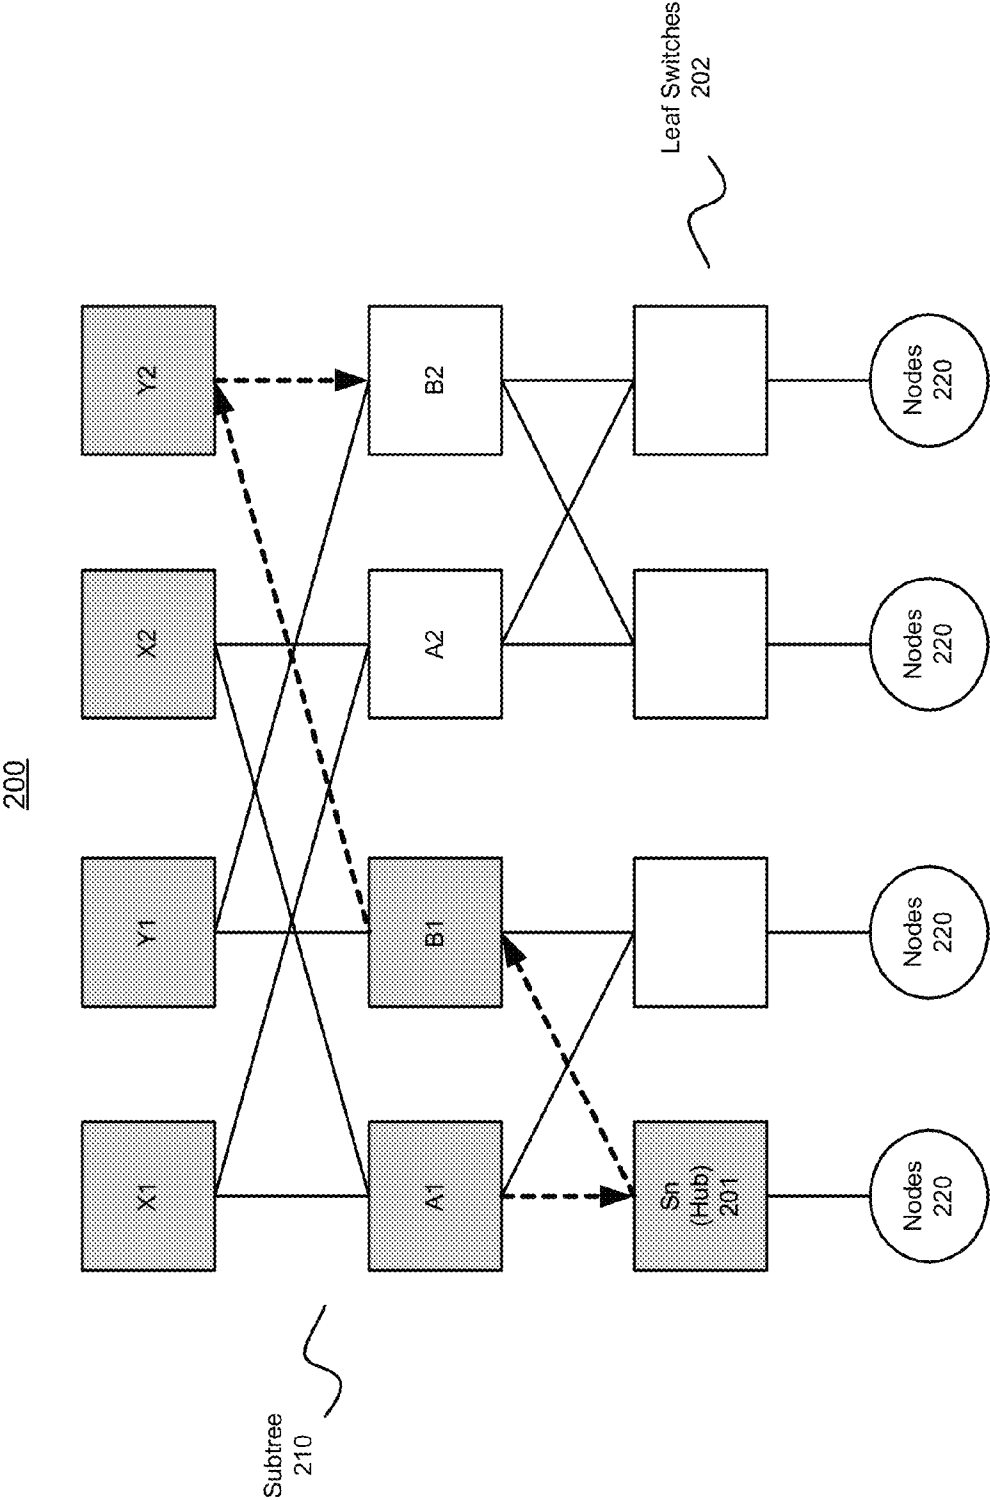 200
X1
Y1
X2
Y2
Subtree
210
A1
B1
A2
B2
Sn
(Hub)
201
Leaf Switches
202
Nodes
220
Nodes
220
Nodes
220
Nodes
220